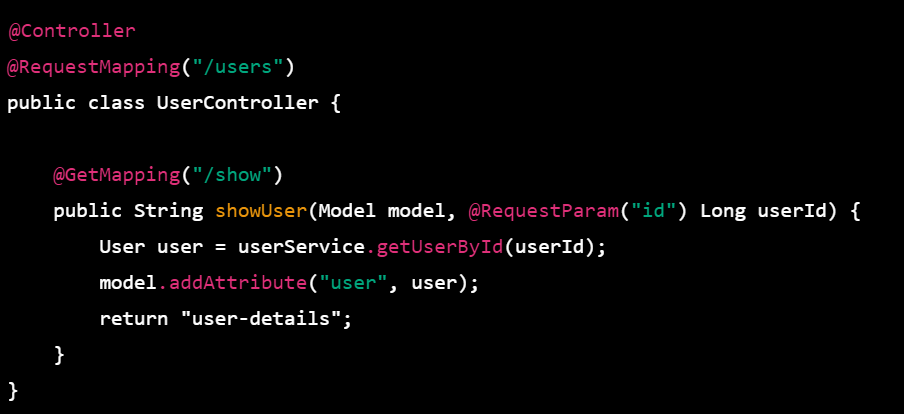 @Controller
@RequestMapping("/users")
public class UserController {
@GetMapping("/show")
public String showUser(Model model, @RequestParam("id") Long userId) {
User user = userService.getUserById(userId);
model.addAttribute("user", user);
return "user-details";
}
}